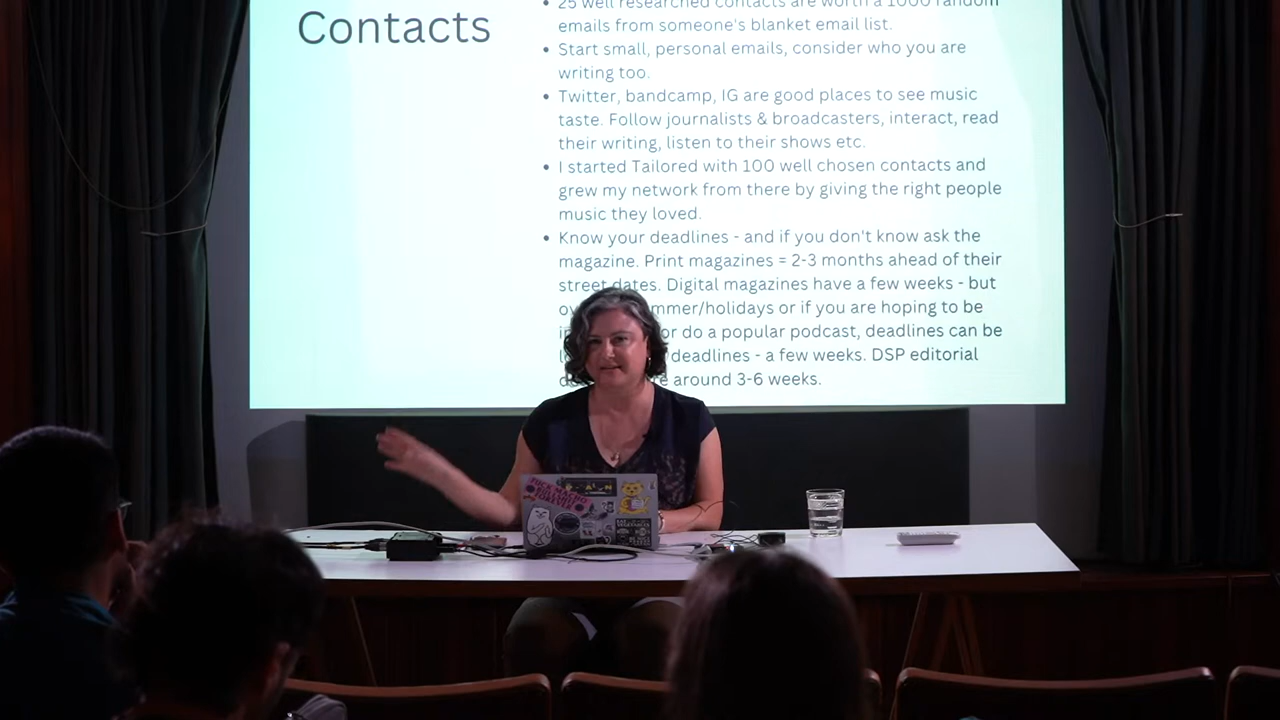 Contacts
• 25 well researched contacts are worth a 1000 random
emails from someone's blanket email list.
• Start small, personal emails, consider who you are
writing too.
• Twitter, bandcamp, IG are good places to see music
taste. Follow journalists & broadcasters, interact, read
their writing, listen to their shows etc.
• I started Tailored with 100 well chosen contacts and
grew my network from there by giving the right people
music they loved.
• Know your deadlines - and if you don't know ask the
magazine. Print magazines = 2-3 months ahead of their
street dates. Digital magazines have a few weeks - but
mmer/holidays or if you are hoping to be
or do a popular podcast, deadlines can be
deadlines - a few weeks. DSP editorial
around 3-6 weeks.
FUCK MACHO
BULLSHIT
FOREVER